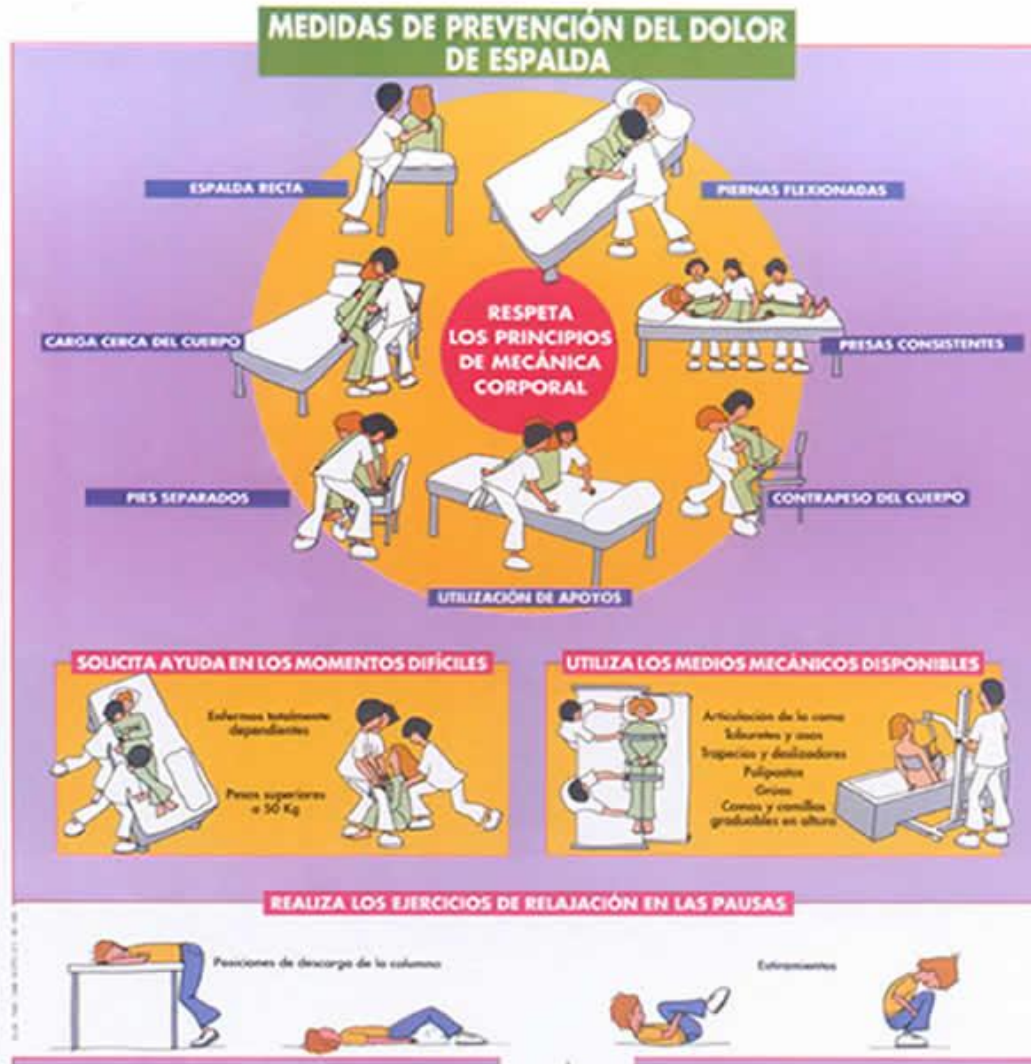 MEDIDAS DE PREVENCIÓN DEL DOLOR
DE ESPALDA
ESPALDA RECTA
PIERNAS FLEXIONADAS
RESPETA
LOS PRINCIPIOS
DE MECÁNICA
CORPORAL
CARGA CERCA DEL CUERPO
PRESAS CONSISTENTES
PIES SEPARADOS
CONTRAPESO DEL CUERPO
UTILIZACIÓN DE APOYOS
SOLICITA AYUDA EN LOS MOMENTOS DIFÍCILES
Enfermos totalmente
dependientes
Pesos superiores
a 50 Kg
UTILIZA LOS MEDIOS MECÁNICOS DISPONIBLES
Articulación de la cama
Taburetes y asas
Trapecios y deslizadores
Polipastos
Grúas
Camas y camillas
graduables en altura
REALIZA LOS EJERCICIOS DE RELAJACIÓN EN LAS PAUSAS
Posiciones de descarga de la columna
Estiramientos